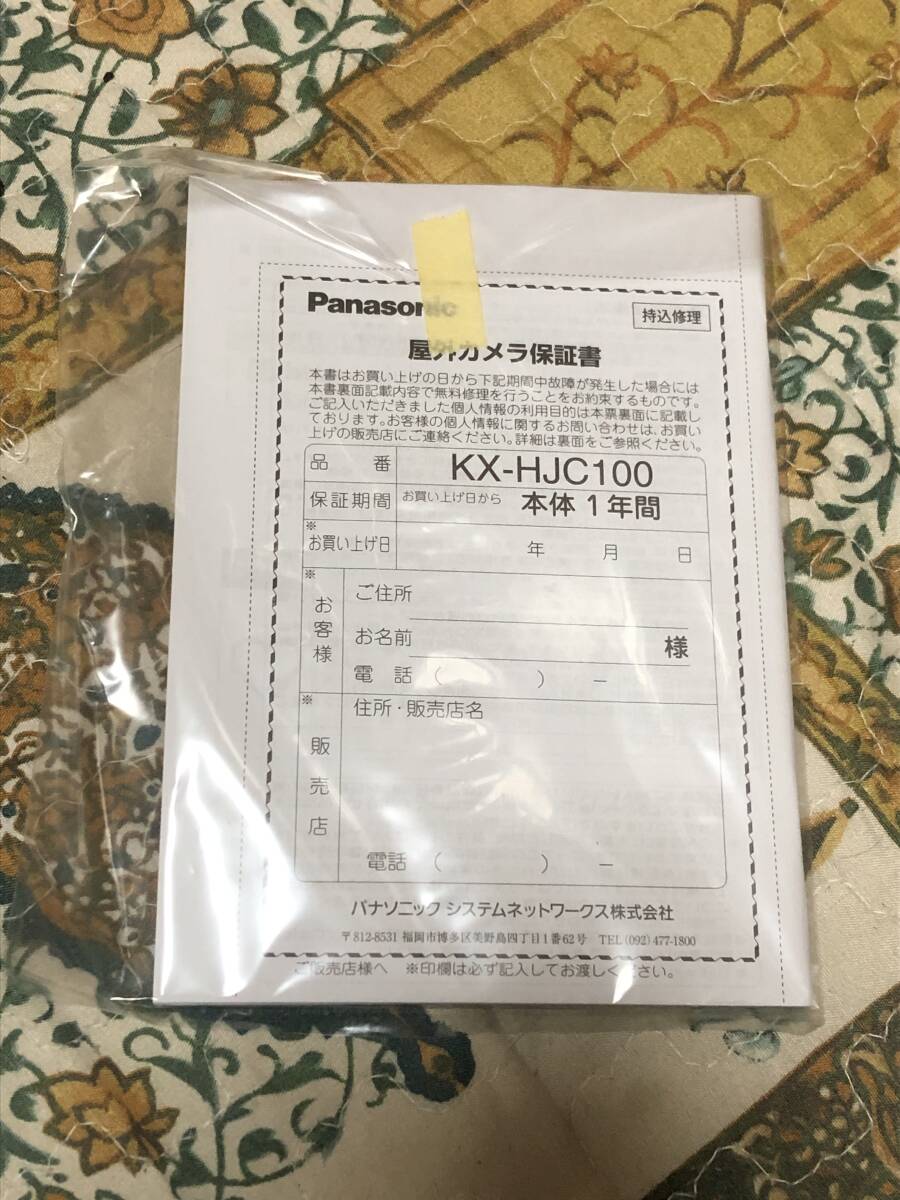 Panasonic
持込修理
屋外カメラ保証書
本書はお買い上げの日から下記期間中故障が発生した場合には
本書裏面記載内容で無料修理を行うことをお約束するものです。
ご記入いただきました個人情報の利用目的は本票裏面に記載し
ております。お客様の個人情報に関するお問い合わせは、お買い
上げの販売店にご連絡ください。詳細は裏面をご参照ください。
品 番 KX-HJC100
保証期間 お買い上げ日から 本体1年間
※お買い上げ日 年 月 日
※お客様
ご住所
お名前 様
電 話 ( ) −
※販売店
住所・販売店名
電話 ( ) −
パナソニック システムネットワークス株式会社
〒812-8531 福岡市博多区美野島四丁目1番62号 TEL(092)477-1800
ご販売店様へ ※印欄は必ず記入してお渡しください。